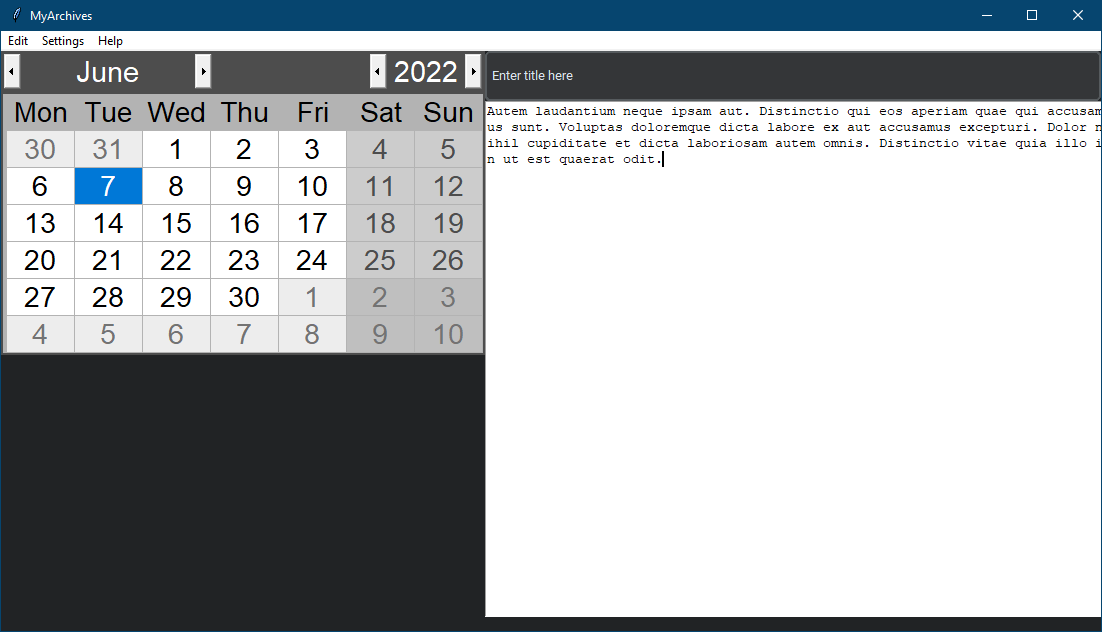 MyArchives
Edit Settings Help
June 2022
Mon Tue Wed Thu Fri Sat Sun
30 31 1 2 3 4 5
6 7 8 9 10 11 12
13 14 15 16 17 18 19
20 21 22 23 24 25 26
27 28 29 30 1 2 3
4 5 6 7 8 9 10
Enter title here
Autem laudantium neque ipsam aut. Distinctio qui eos aperiam quae qui accusam
us sunt. Voluptas doloremque dicta labore ex aut accusamus excepturi. Dolor n
ihil cupiditate et dicta laboriosam autem omnis. Distinctio vitae quia illo i
n ut est quaerat odit.